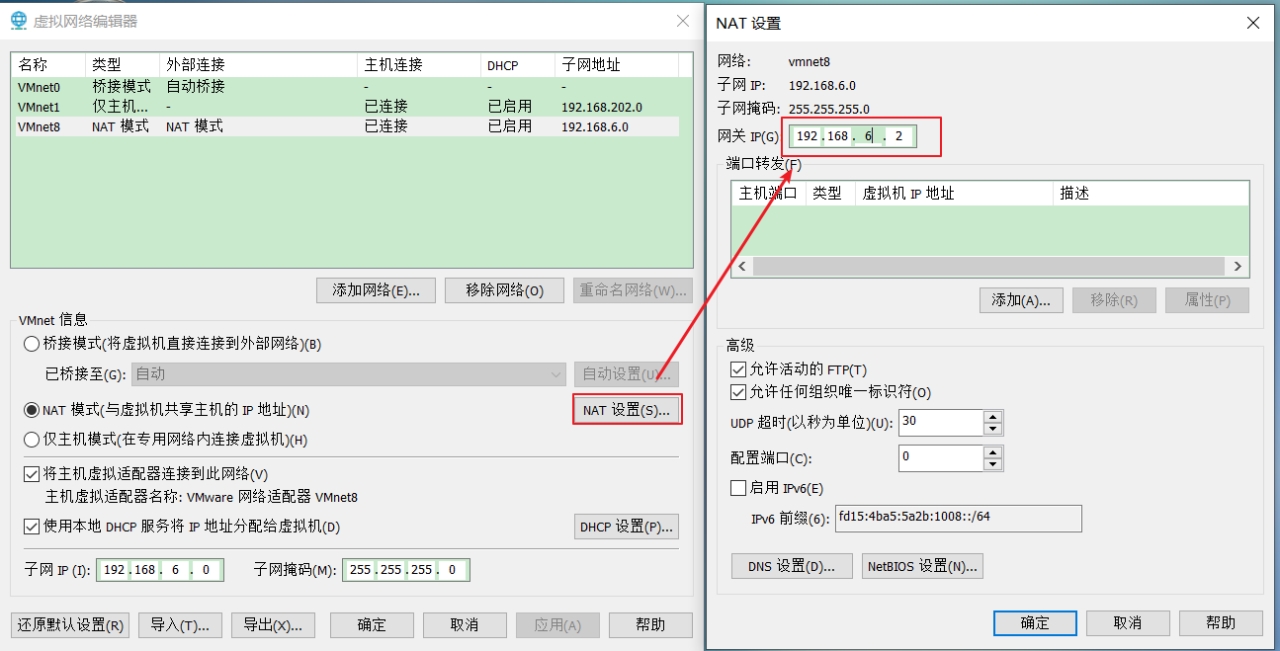 虚拟网络编辑器
名称 类型 外部连接 主机连接 DHCP 子网地址
VMnet0 桥接模式 自动桥接 - - -
VMnet1 仅主机... - 已连接 已启用 192.168.202.0
VMnet8 NAT 模式 NAT 模式 已连接 已启用 192.168.6.0
添加网络(E)... 移除网络(O) 重命名网络(W)...
VMnet 信息
桥接模式(将虚拟机直接连接到外部网络)(B)
已桥接至(G): 自动 自动设置(U)...
NAT 模式(与虚拟机共享主机的 IP 地址)(N) NAT 设置(S)...
仅主机模式(在专用网络内连接虚拟机)(H)
将主机虚拟适配器连接到此网络(V)
主机虚拟适配器名称: VMware 网络适配器 VMnet8
使用本地 DHCP 服务将 IP 地址分配给虚拟机(D) DHCP 设置(P)...
子网 IP (I): 192 . 168 . 6 . 0 子网掩码(M): 255 . 255 . 255 . 0
还原默认设置(R) 导入(T)... 导出(X)... 确定 取消 应用(A) 帮助
NAT 设置
网络: vmnet8
子网 IP: 192.168.6.0
子网掩码: 255.255.255.0
网关 IP(G) 192 . 168 . 6 . 2
端口转发(F)
主机端口 类型 虚拟机 IP 地址 描述
添加(A)... 移除(R) 属性(P)
高级
允许活动的 FTP(T)
允许任何组织唯一标识符(O)
UDP 超时(以秒为单位)(U): 30
配置端口(C): 0
启用 IPv6(E)
IPv6 前缀(6): fd15:4ba5:5a2b:1008::/64
DNS 设置(D)... NetBIOS 设置(N)...
确定 取消 帮助